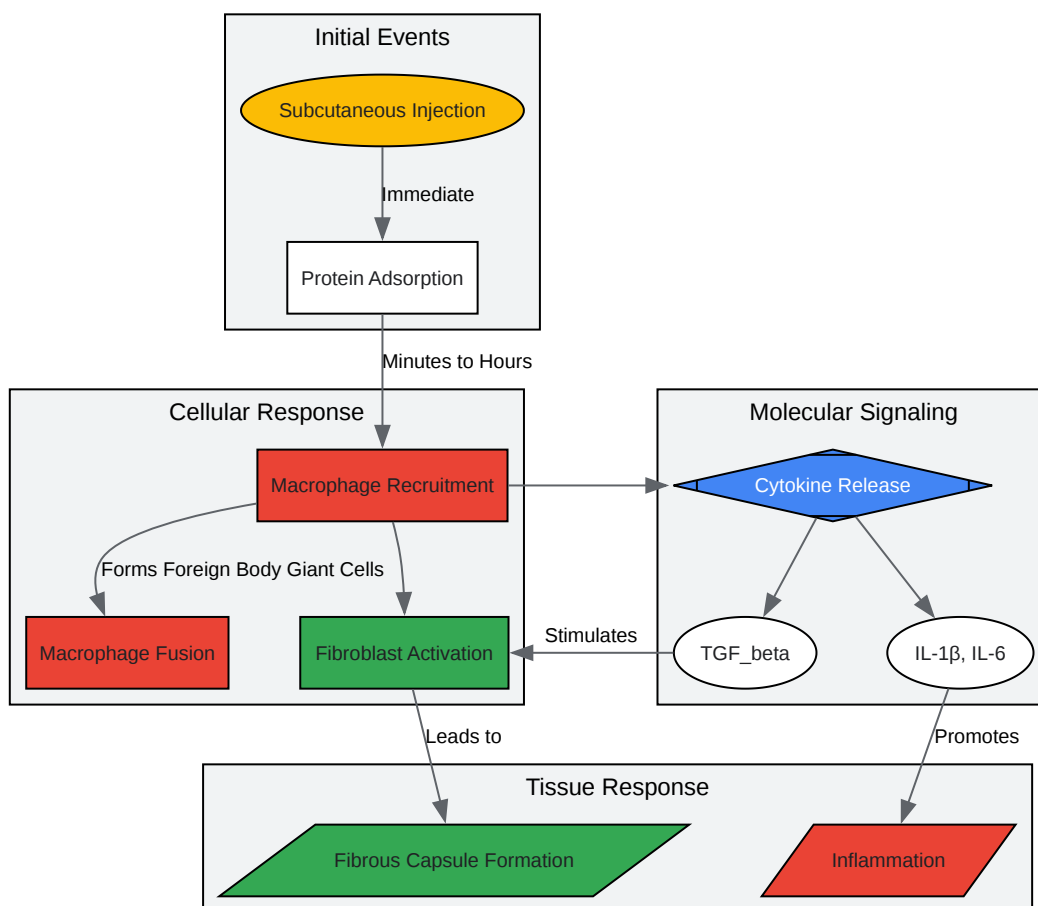 Initial Events
Subcutaneous Injection
Immediate
Protein Adsorption
Minutes to Hours
Cellular Response
Molecular Signaling
Macrophage Recruitment
Cytokine Release
Forms Foreign Body Giant Cells
Macrophage Fusion
Fibroblast Activation
Stimulates
TGF_beta
IL-1β, IL-6
Leads to
Promotes
Tissue Response
Fibrous Capsule Formation
Inflammation